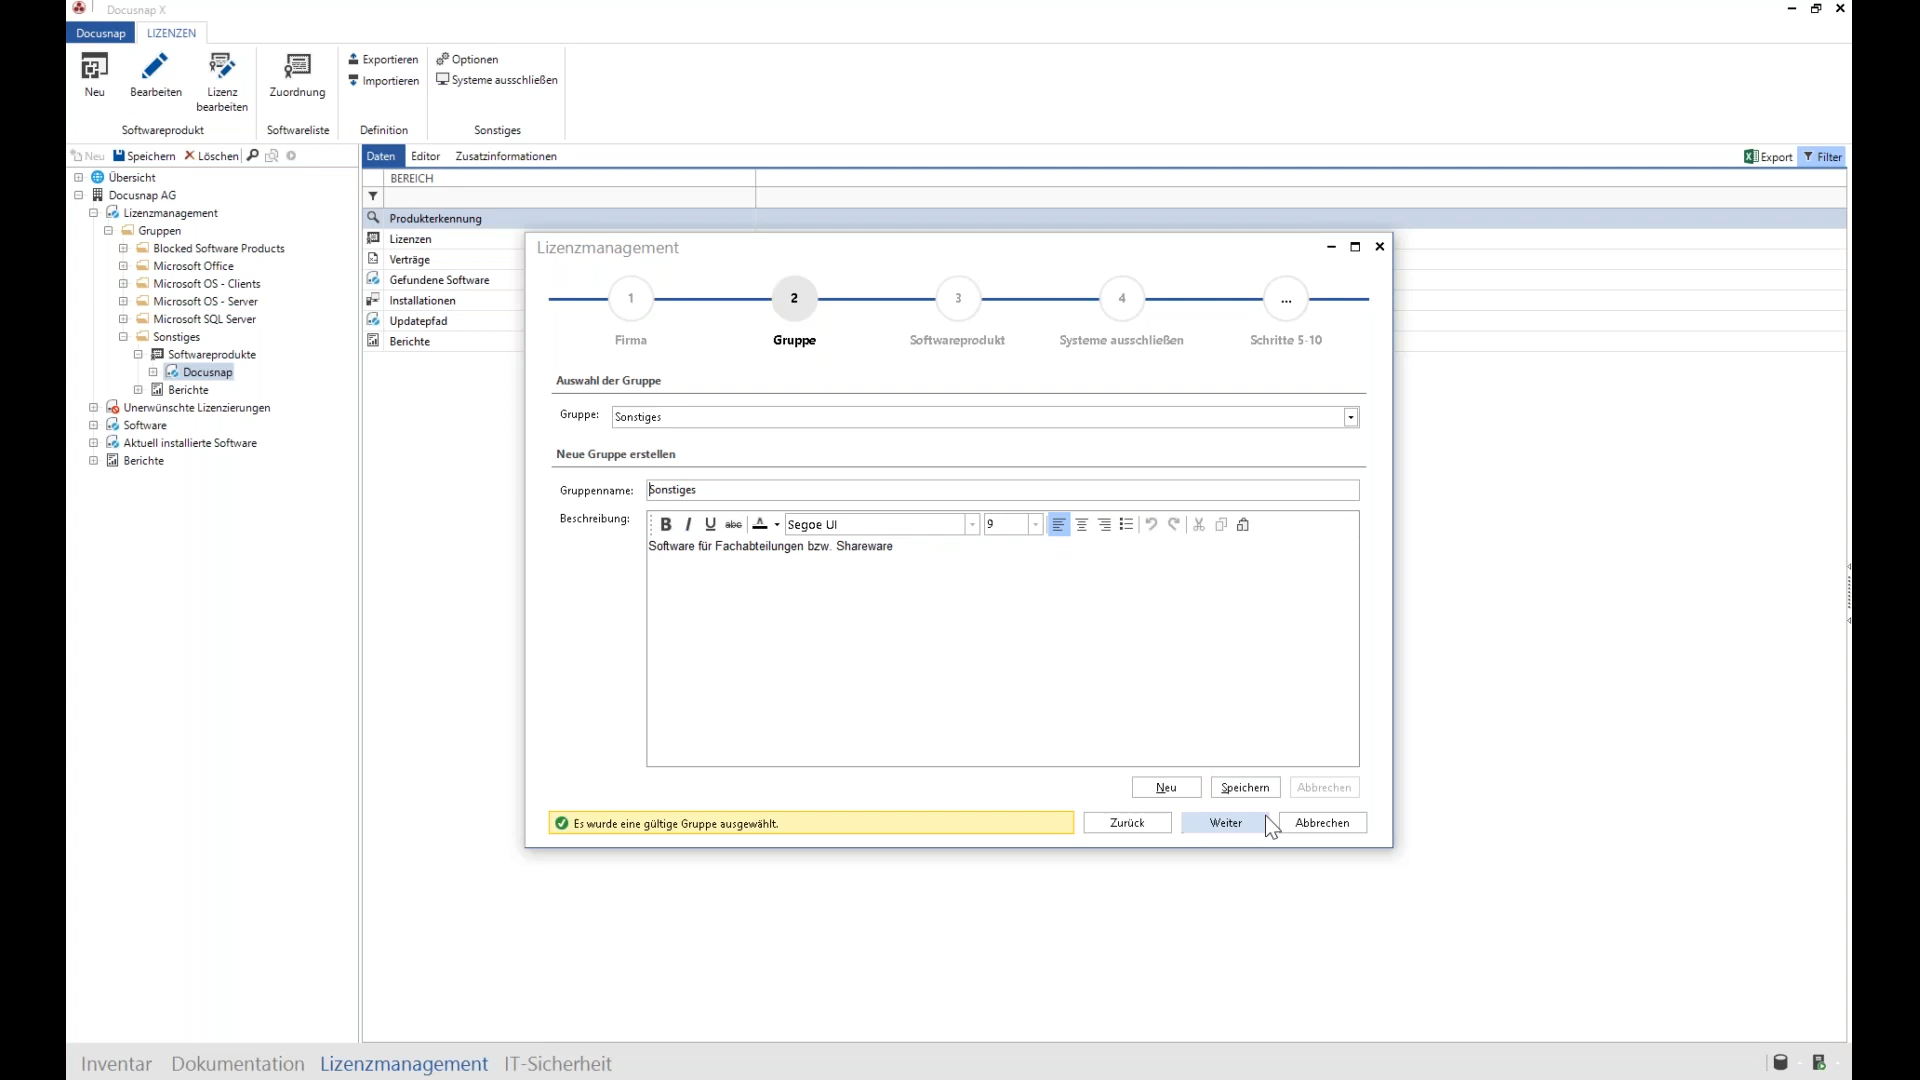 Docusnap X
Docusnap
LIZENZEN
Neu
Bearbeiten
Lizenz
bearbeiten
Softwareprodukt
Zuordnung
Softwareliste
Exportieren
Importieren
Definition
Optionen
Systeme ausschließen
Sonstiges
Neu
Speichern
Löschen
Daten
Editor
Zusatzinformationen
Export
Filter
Übersicht
Docusnap AG
Lizenzmanagement
Gruppen
Blocked Software Products
Microsoft Office
Microsoft OS - Clients
Microsoft OS - Server
Microsoft SQL Server
Sonstiges
Softwareprodukte
Docusnap
Berichte
Unerwünschte Lizenzierungen
Software
Aktuell installierte Software
Berichte
BEREICH
Produkterkennung
Lizenzen
Verträge
Gefundene Software
Installationen
Updatepfad
Berichte
Lizenzmanagement
1
2
3
4
...
Firma
Gruppe
Softwareprodukt
Systeme ausschließen
Schritte 5-10
Auswahl der Gruppe
Gruppe:
Sonstiges
Neue Gruppe erstellen
Gruppenname:
Sonstiges
Beschreibung:
B I U abc A
Segoe UI
9
Software für Fachabteilungen bzw. Shareware
Neu
Speichern
Abbrechen
Es wurde eine gültige Gruppe ausgewählt.
Zurück
Weiter
Abbrechen
Inventar
Dokumentation
Lizenzmanagement
IT-Sicherheit